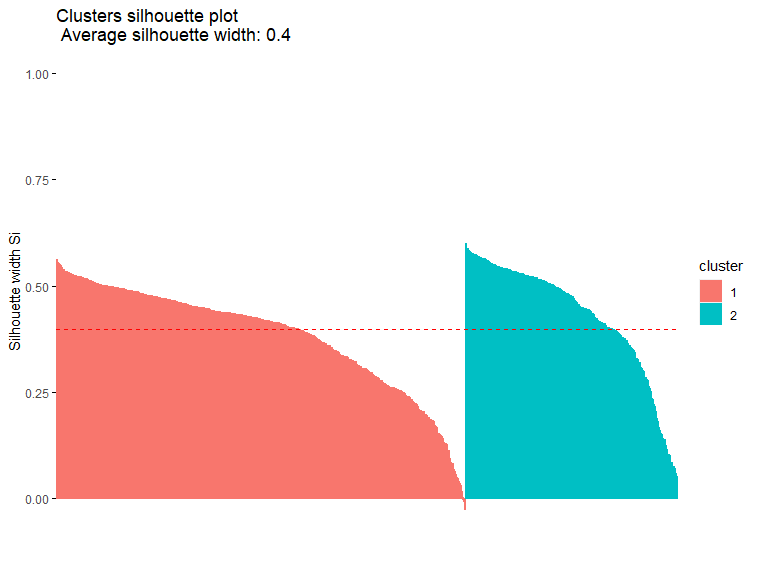 Clusters silhouette plot
Average silhouette width: 0.4
1.00
0.75
0.50
0.25
0.00
Silhouette width Si
cluster
1
2